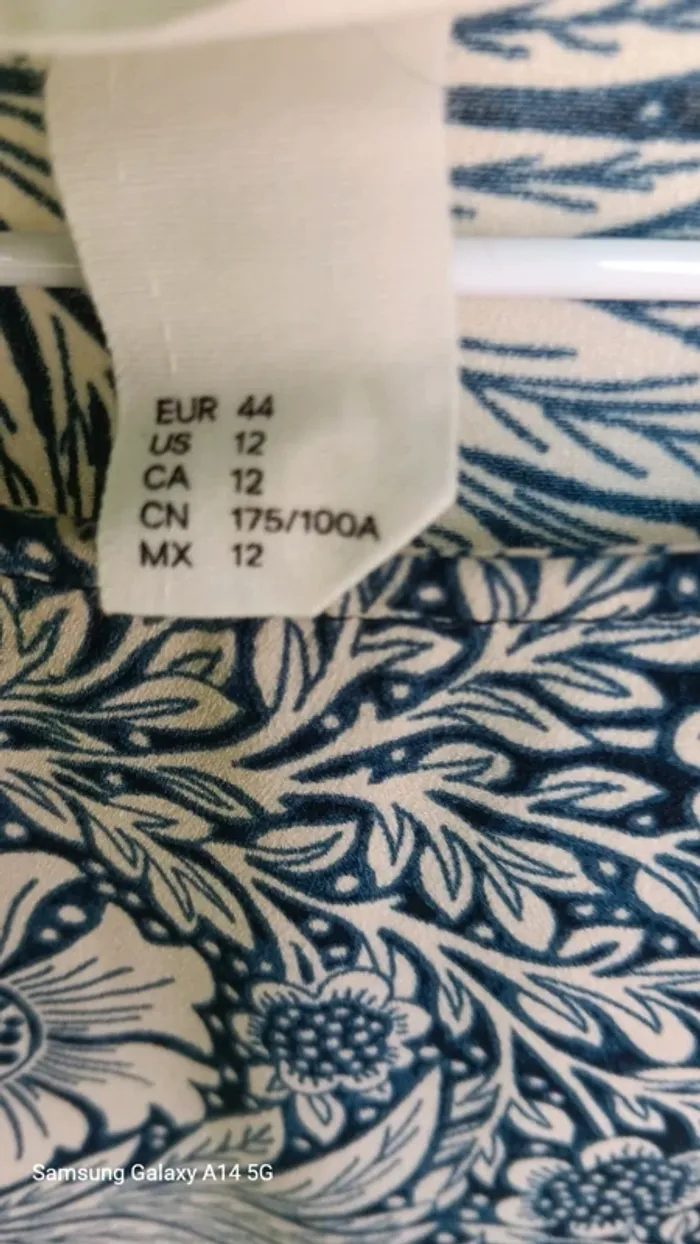 EUR 44
US 12
CA 12
CN 175/100A
MX 12
Samsung Galaxy A14 5G